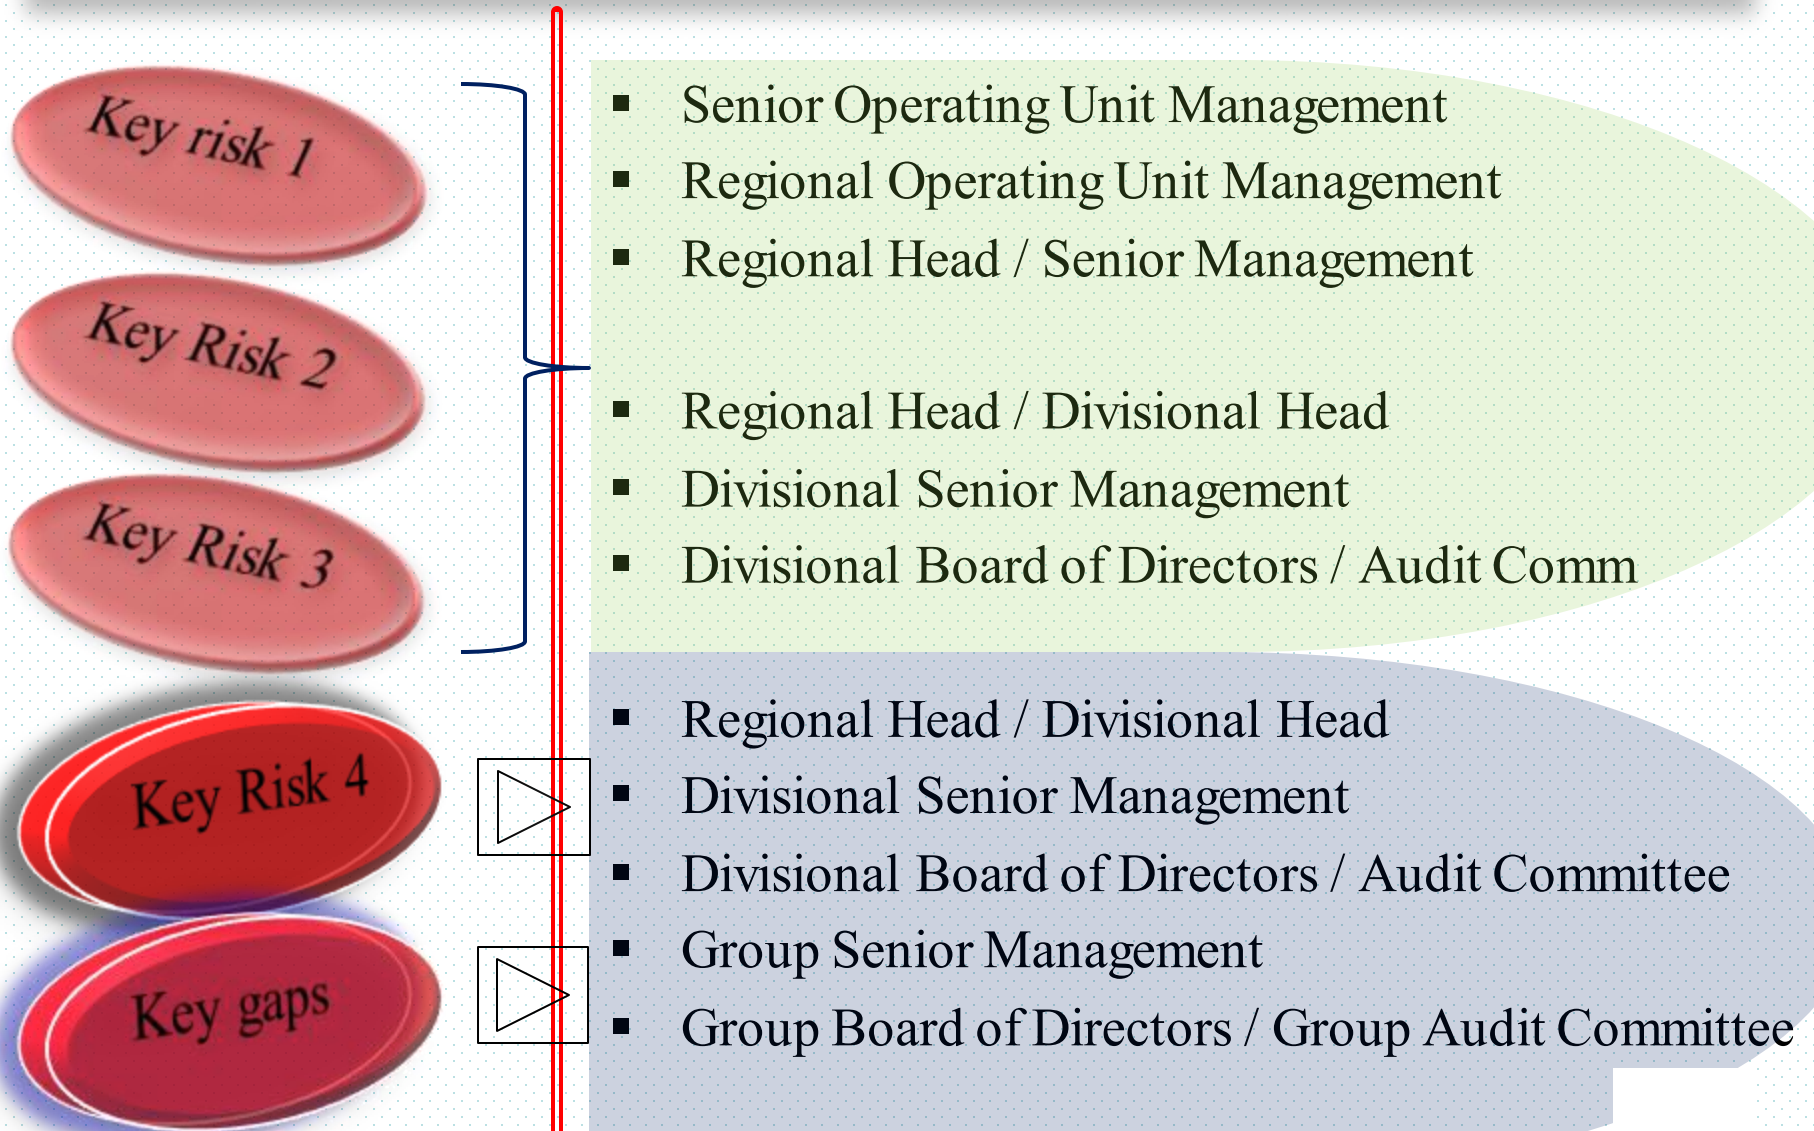 Key risk 1
Key Risk 2
Key Risk 3
Key Risk 4
Key gaps
▪ Senior Operating Unit Management
▪ Regional Operating Unit Management
▪ Regional Head / Senior Management
▪ Regional Head / Divisional Head
▪ Divisional Senior Management
▪ Divisional Board of Directors / Audit Comm
▪ Regional Head / Divisional Head
▪ Divisional Senior Management
▪ Divisional Board of Directors / Audit Committee
▪ Group Senior Management
▪ Group Board of Directors / Group Audit Committee